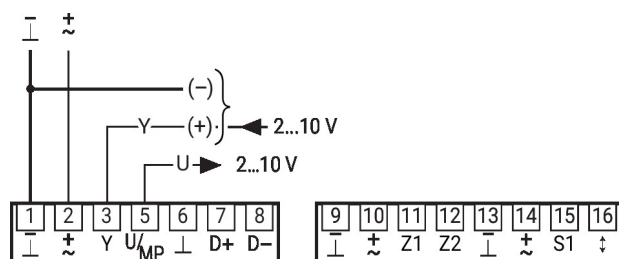 ⊥ ~
(−)
Y (+) 2...10 V
U 2...10 V
1 2 3 5 6 7 8 9 10 11 12 13 14 15 16
⊥ ~ Y U/MP ⊥ D+ D− ⊥ ~ Z1 Z2 ⊥ ~ S1 ↕